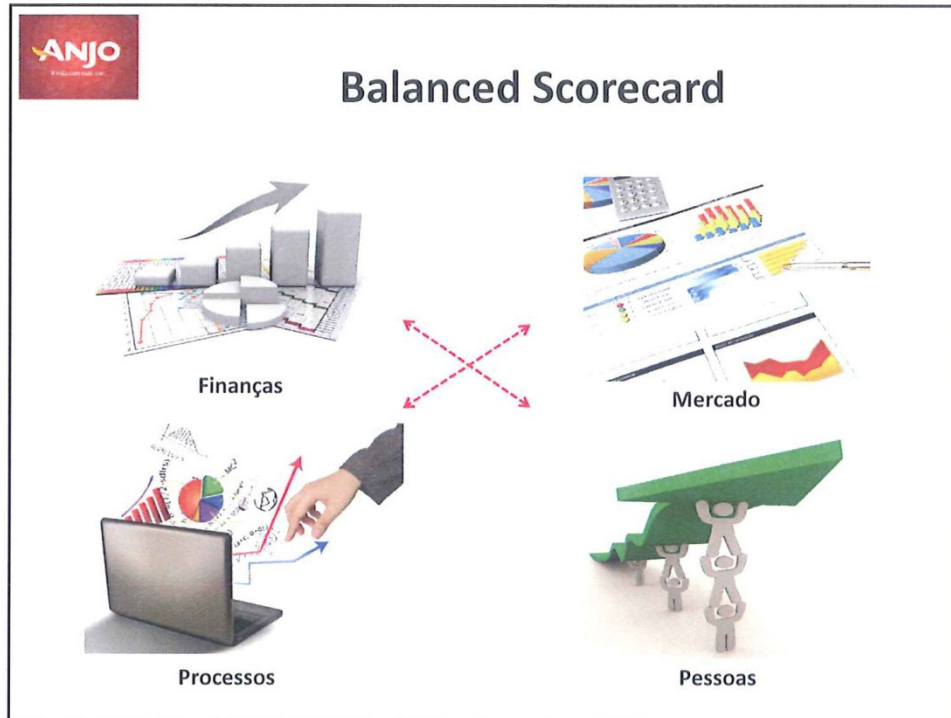 ANJO
Balanced Scorecard
Finanças
Mercado
Processos
Pessoas